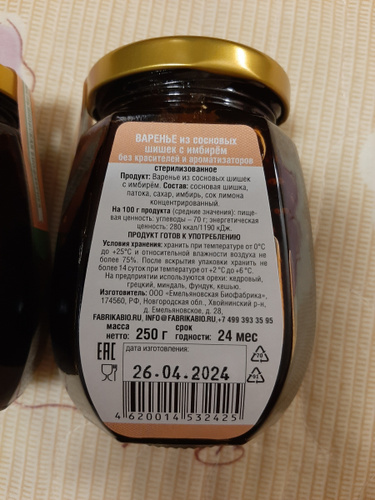 ВАРЕНЬЕ из сосновых
шишек с имбирём
без красителей и ароматизаторов
стерилизованное
Продукт: Варенье из сосновых шишек
с имбирём. Состав: сосновая шишка,
патока, сахар, имбирь, сок лимона
концентрированный.
На 100 г продукта (средние значения): пище-
вая ценность: углеводы – 70 г; энергетическая
ценность: 280 ккал/1190 кДж.
ПРОДУКТ ГОТОВ К УПОТРЕБЛЕНИЮ
Условия хранения: хранить при температуре от 0°С
до +25°С и относительной влажности воздуха не
более 75%. После вскрытия упаковки хранить не
более 14 суток при температуре от +2 °С до +6 °С.
На предприятии используются орехи: кедровый,
грецкий, миндаль, фундук, кешью.
Изготовитель: ООО «Емельяновская Биофабрика»,
174560, РФ, Новгородская обл., Хвойнинский р-н,
д. Емельяновское, д. 28,
FABRIKABIO.RU, INFO@FABRIKABIO.RU +7 499 393 35 95
масса нетто: 250 г срок годности: 24 мес
EAC дата изготовления:
26.04.2024
70
91
4 620014 532425